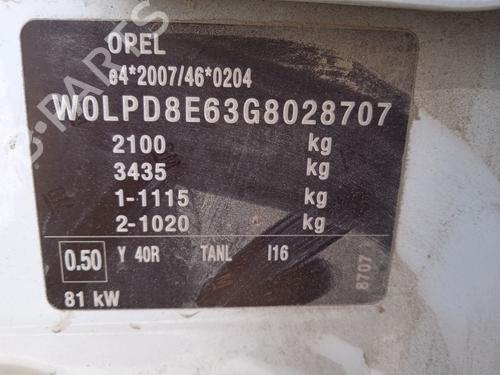 OPEL
e4*2007/46*0204
W0LPD8E63G8028707
2100 kg
3435 kg
1-1115 kg
2-1020 kg
0.50 Y 40R TANL I16
81 kW
8707